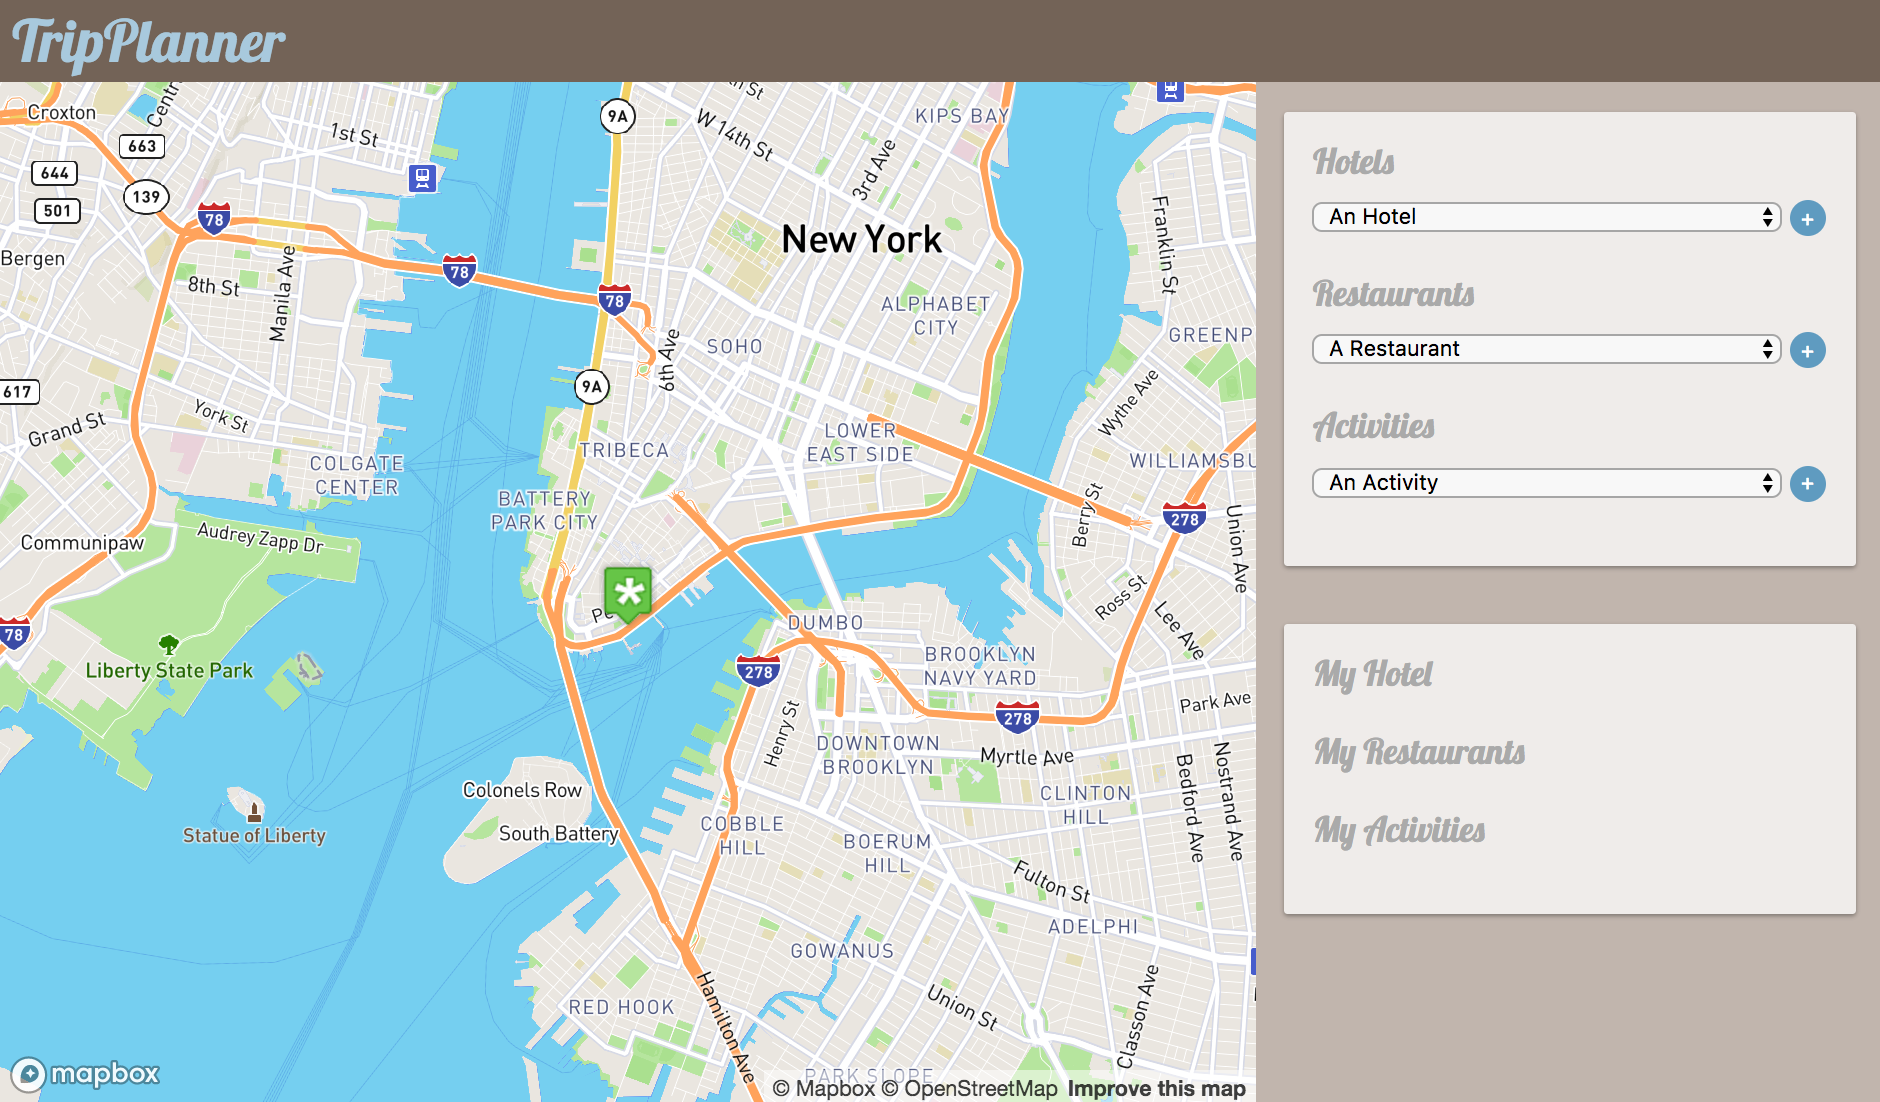 TripPlanner
Croxton
663
644
501
139
78
1st St
9A
W 14th St
KIPS BAY
3rd Ave
New York
Bergen
8th St
Manila Ave
78
78
ALPHABET
CITY
Franklin St
GREENP
SOHO
6th Ave
9A
617
Grand St
York St
COLGATE
CENTER
TRIBECA
LOWER
EAST SIDE
Wythe Ave
WILLIAMSBU
BATTERY
PARK CITY
Berry St
278
Union Ave
Communipaw
Audrey Zapp Dr
Ross St
Lee Ave
78
Liberty State Park
DUMBO
278
BROOKLYN
NAVY YARD
278
Park Ave
Henry St
DOWNTOWN
BROOKLYN
Myrtle Ave
Bedford Ave
Nostrand Ave
Colonels Row
South Battery
Statue of Liberty
COBBLE
HILL
CLINTON
HILL
BOERUM
HILL
Fulton St
ADELPHI
GOWANUS
RED HOOK
Hamilton Ave
Union St
Classon Ave
PARK SLOPE
mapbox
© Mapbox © OpenStreetMap Improve this map
Hotels
An Hotel
+
Restaurants
A Restaurant
+
Activities
An Activity
+
My Hotel
My Restaurants
My Activities